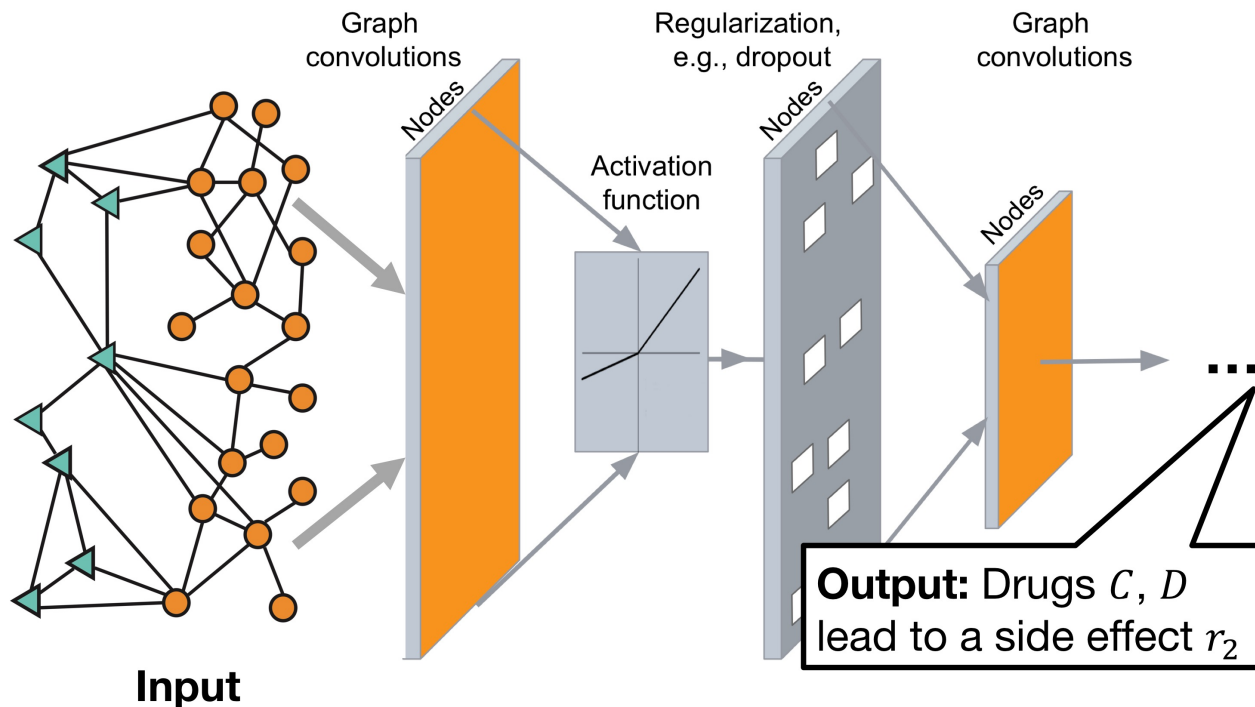 Graph
convolutions
Regularization,
e.g., dropout
Graph
convolutions
Nodes
Nodes
Activation
function
Nodes
...
Output: Drugs C, D
lead to a side effect r₂
Input